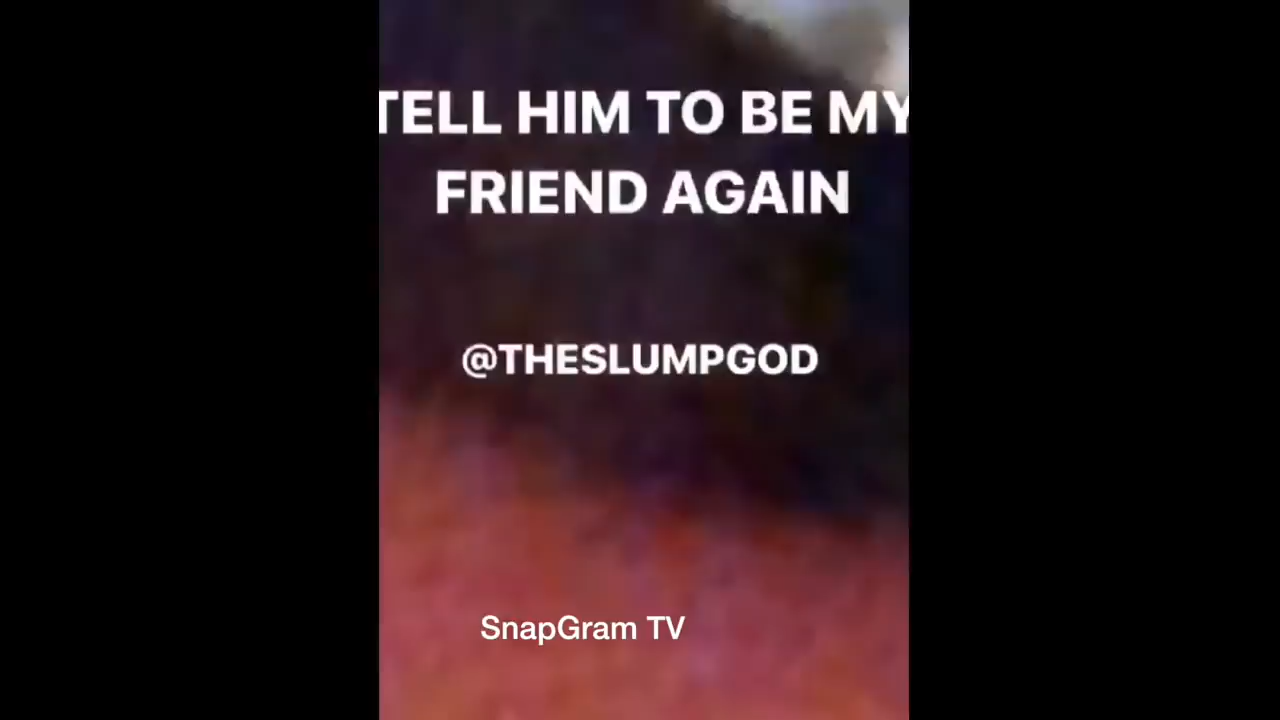 TELL HIM TO BE MY
FRIEND AGAIN
@THESLUMPGOD
SnapGram TV